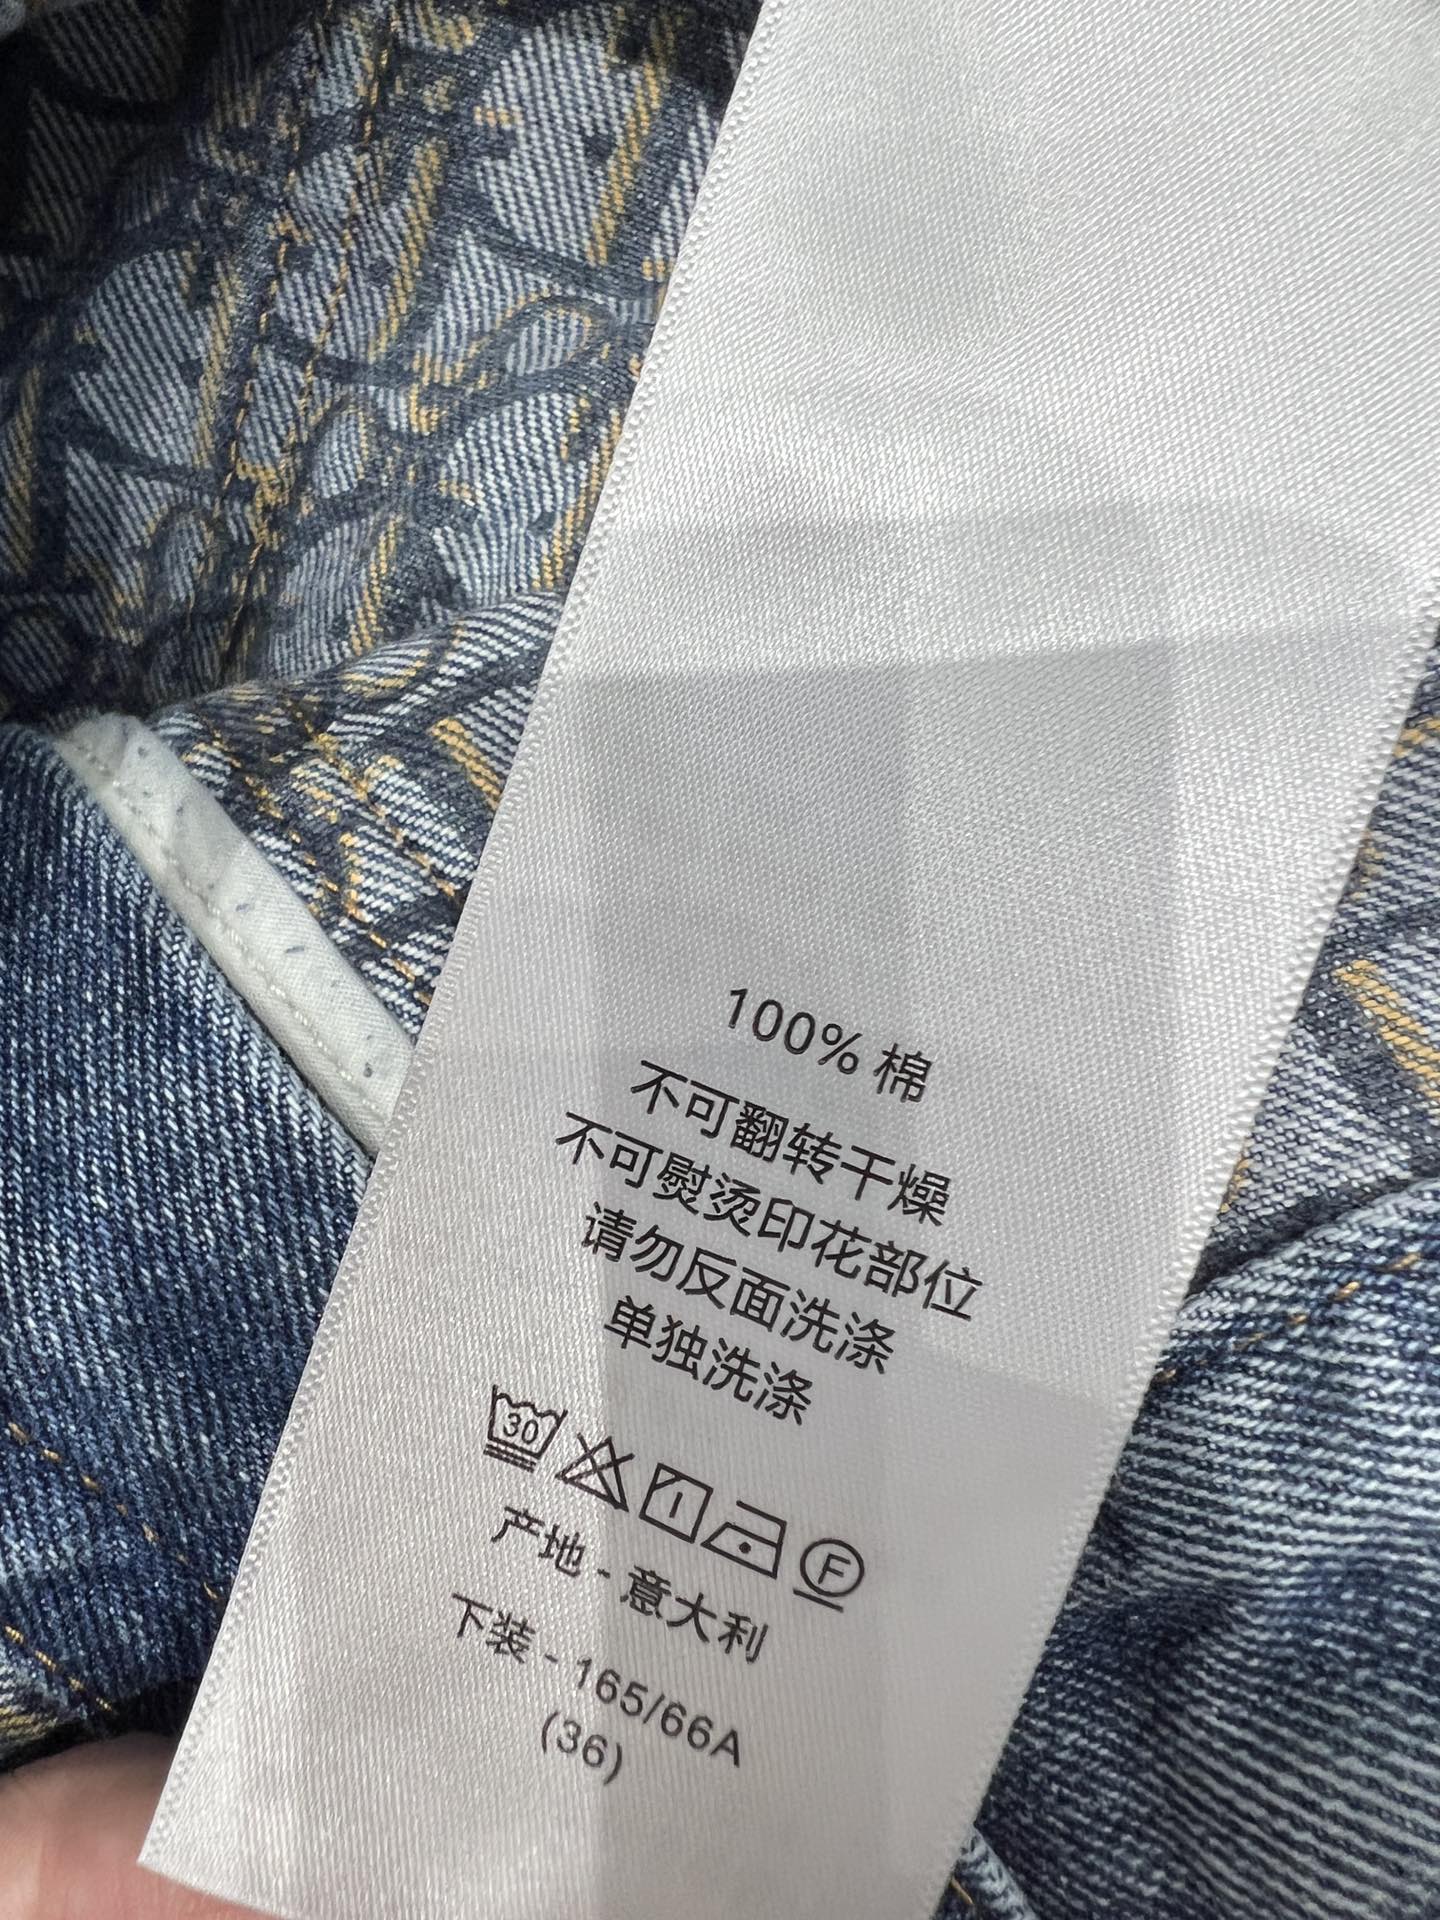 100% 棉
不可翻转干燥
不可熨烫印花部位
请勿反面洗涤
单独洗涤
30 F
产地 - 意大利
下装 - 165/66A
(36)